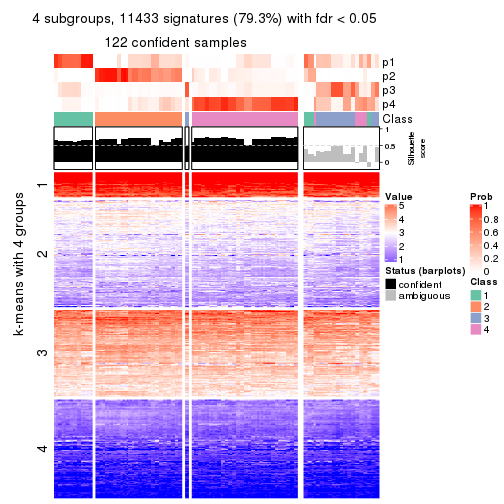 4 subgroups, 11433 signatures (79.3%) with fdr < 0.05
122 confident samples
p1
p2
p3
p4
Class
1
0.5
0
Silhouette
score
k-means with 4 groups
1
2
3
4
Value
5
4
3
2
1
Status (barplots)
confident
ambiguous
Prob
1
0.8
0.6
0.4
0.2
0
Class
1
2
3
4